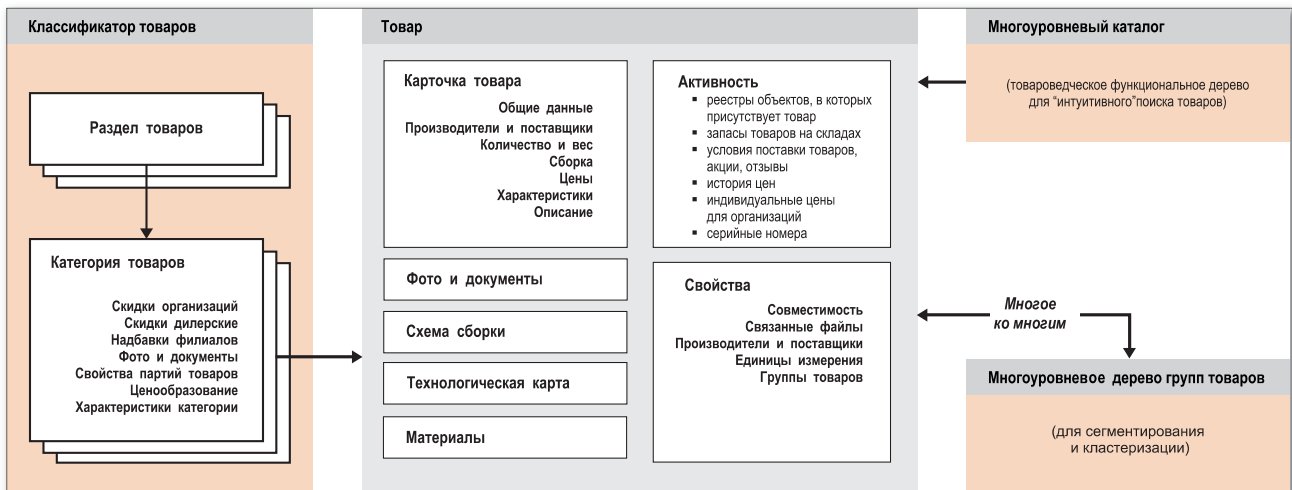 Классификатор товаров
Раздел товаров
Категория товаров
Скидки организаций
Скидки дилерские
Надбавки филиалов
Фото и документы
Свойства партий товаров
Ценообразование
Характеристики категории
Товар
Карточка товара
Общие данные
Производители и поставщики
Количество и вес
Сборка
Цены
Характеристики
Описание
Фото и документы
Схема сборки
Технологическая карта
Материалы
Активность
▪ реестры объектов, в которых
присутствует товар
▪ запасы товаров на складах
▪ условия поставки товаров,
акции, отзывы
▪ история цен
▪ индивидуальные цены
для организаций
▪ серийные номера
Свойства
Совместимость
Связанные файлы
Производители и поставщики
Единицы измерения
Группы товаров
Многоуровневый каталог
(товароведческое функциональное дерево
для “интуитивного”поиска товаров)
Многое
ко многим
Многоуровневое дерево групп товаров
(для сегментирования
и кластеризации)